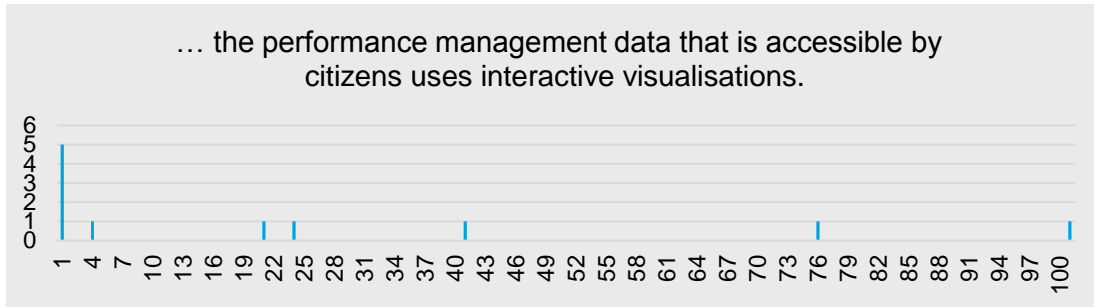 … the performance management data that is accessible by
citizens uses interactive visualisations.
6
5
4
3
2
1
0
1 4 7 10 13 16 19 22 25 28 31 34 37 40 43 46 49 52 55 58 61 64 67 70 73 76 79 82 85 88 91 94 97 100